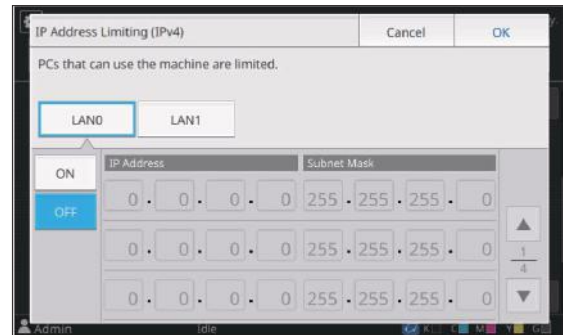 IP Address Limiting (IPv4) Cancel OK
PCs that can use the machine are limited.
LAN0 LAN1
ON IP Address Subnet Mask
OFF 0. 0. 0. 0 255. 255. 255. 0
0. 0. 0. 0 255. 255. 255. 0
1
4
0. 0. 0. 0 255. 255. 255. 0
Admin Idle K C M Y G